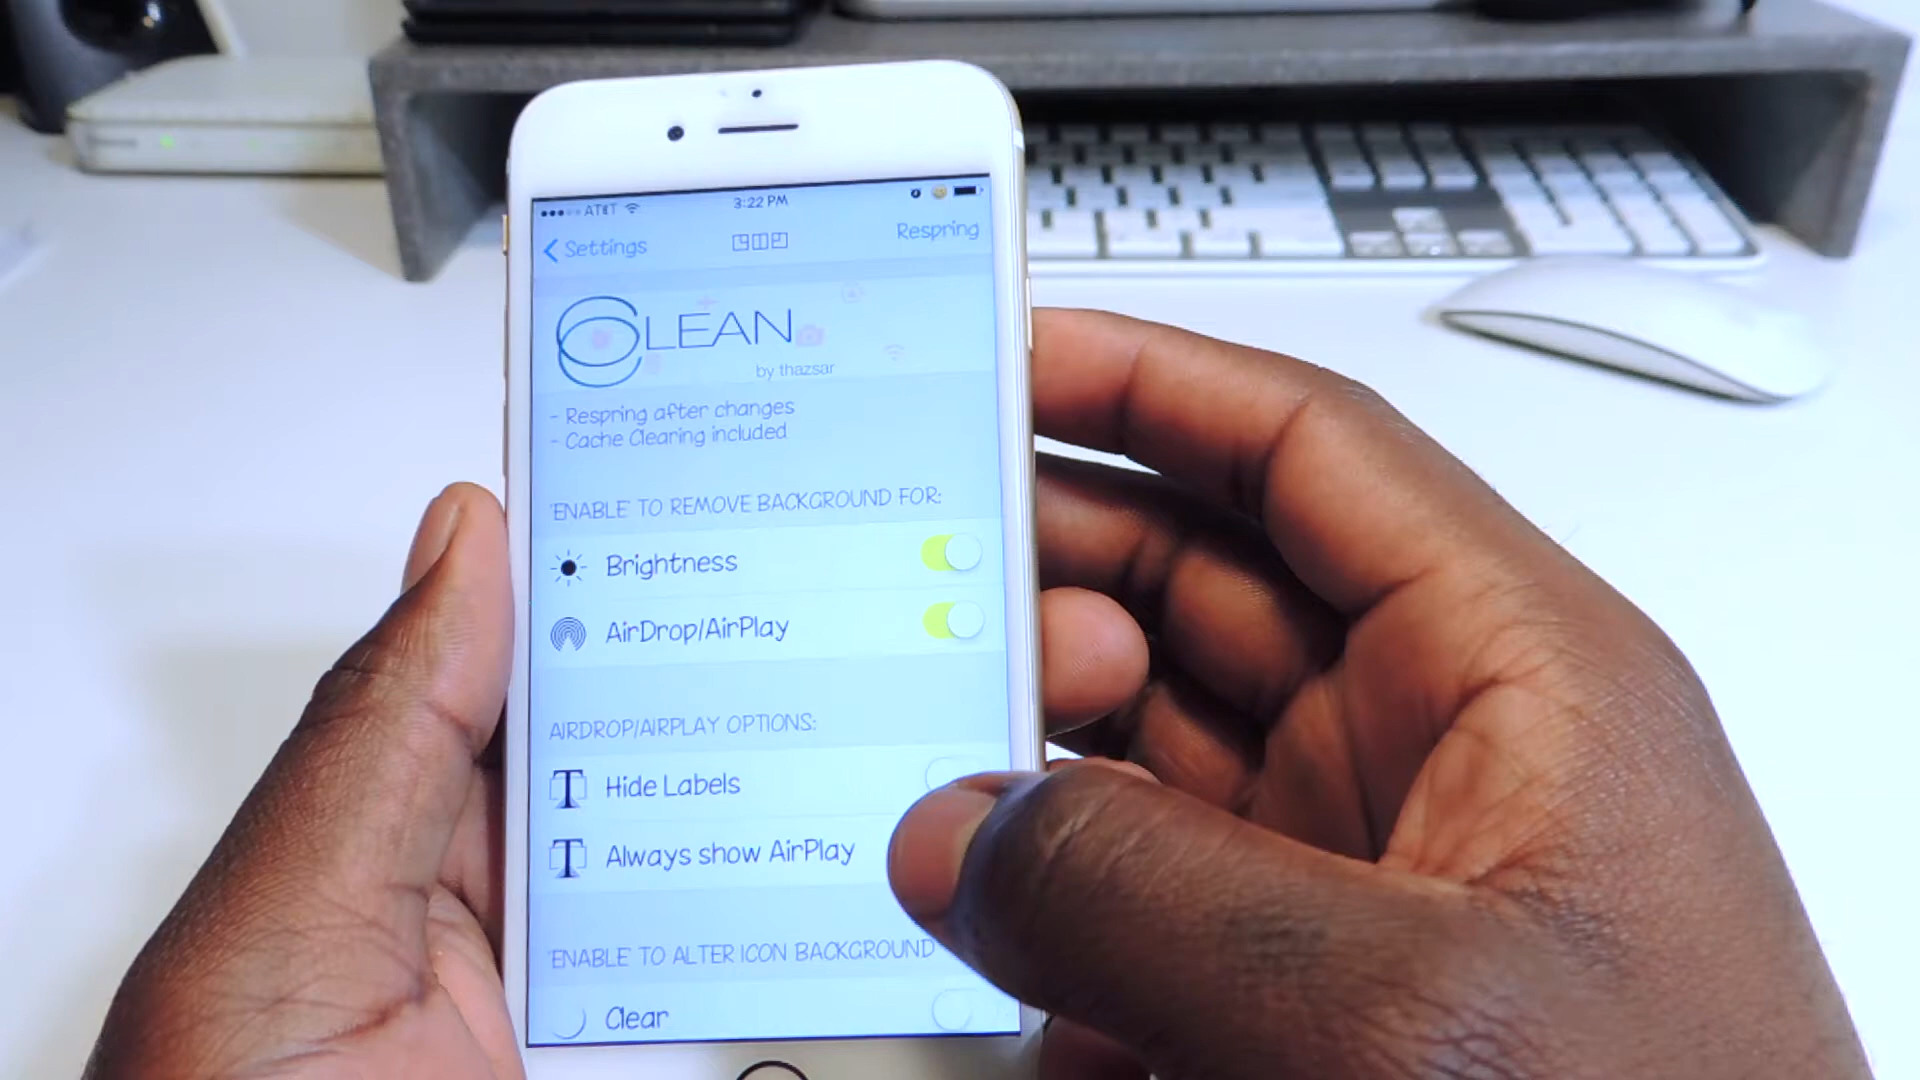 AT&T 3:22 PM
Settings Respring
CLEAN
by thazsar
- Respring after changes
- Cache Clearing included
'ENABLE' TO REMOVE BACKGROUND FOR:
Brightness
AirDrop/AirPlay
AIRDROP/AIRPLAY OPTIONS:
Hide Labels
Always show AirPlay
'ENABLE' TO ALTER ICON BACKGROUND
Clear